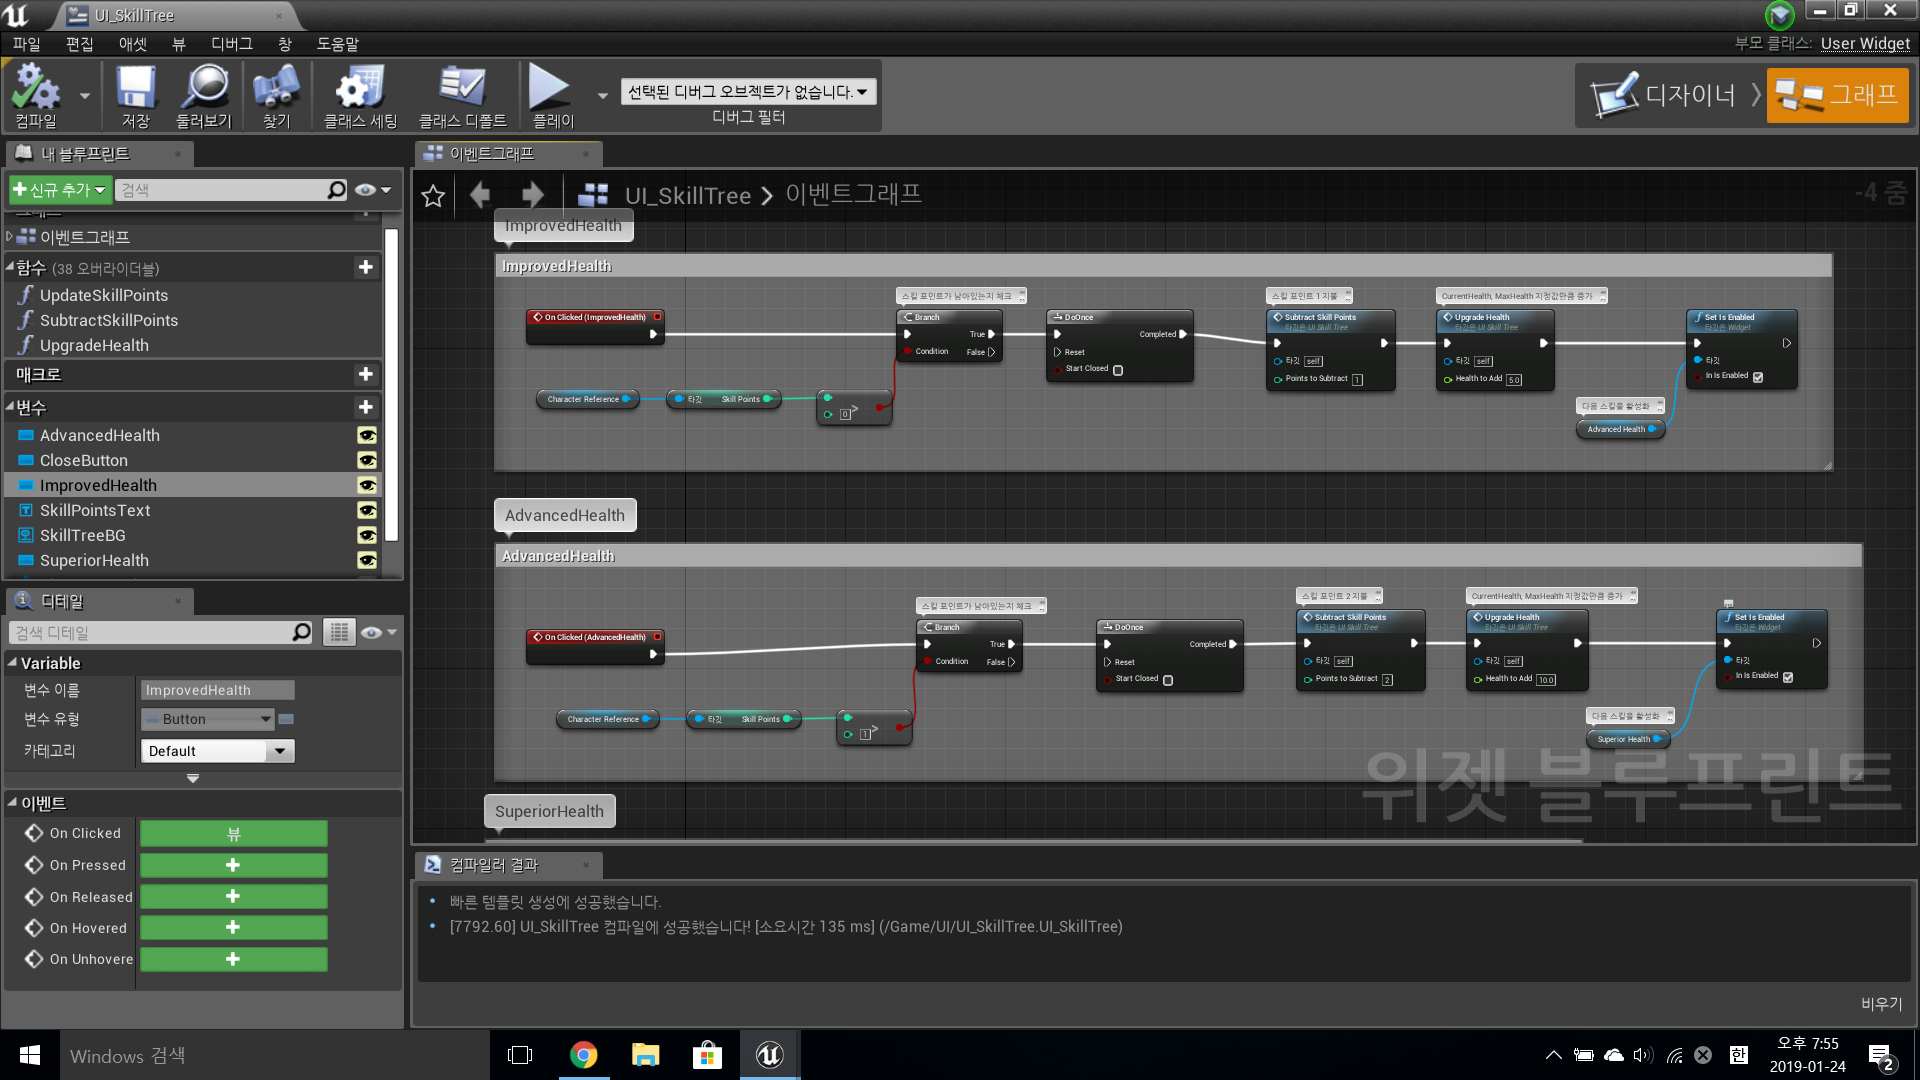 UI_SkillTree
파일 편집 애셋 뷰 디버그 창 도움말
부모 클래스: User Widget
컴파일 저장 둘러보기 찾기 클래스 세팅 클래스 디폴트 플레이
선택된 디버그 오브젝트가 없습니다.
디버그 필터
디자이너 그래프
내 블루프린트
신규 추가 검색
그래프
이벤트그래프
함수 (38 오버라이더블)
UpdateSkillPoints
SubtractSkillPoints
UpgradeHealth
매크로
변수
AdvancedHealth
CloseButton
ImprovedHealth
SkillPointsText
SkillTreeBG
SuperiorHealth
디테일
검색 디테일
Variable
변수 이름 ImprovedHealth
변수 유형 Button
카테고리 Default
이벤트
On Clicked 뷰
On Pressed
On Released
On Hovered
On Unhovere
이벤트그래프
UI_SkillTree > 이벤트그래프
-4 줌
ImprovedHealth
ImprovedHealth
스킬 포인트가 남아있는지 체크
스킬 포인트 1 지불
CurrentHealth, MaxHealth 지정값만큼 증가
On Clicked (ImprovedHealth)
Branch
True
Condition False
DoOnce
Completed
Reset
Start Closed
Subtract Skill Points
타깃은 UI Skill Tree
타깃 self
Points to Subtract 1
Upgrade Health
타깃은 UI Skill Tree
타깃 self
Health to Add 5.0
Set Is Enabled
타깃은 Widget
타깃
In Is Enabled
Character Reference
타깃 Skill Points
0 >
다음 스킬을 활성화
Advanced Health
AdvancedHealth
AdvancedHealth
스킬 포인트가 남아있는지 체크
스킬 포인트 2 지불
CurrentHealth, MaxHealth 지정값만큼 증가
On Clicked (AdvancedHealth)
Branch
True
Condition False
DoOnce
Completed
Reset
Start Closed
Subtract Skill Points
타깃은 UI Skill Tree
타깃 self
Points to Subtract 2
Upgrade Health
타깃은 UI Skill Tree
타깃 self
Health to Add 10.0
Set Is Enabled
타깃은 Widget
타깃
In Is Enabled
Character Reference
타깃 Skill Points
1 >
다음 스킬을 활성화
Superior Health
위젯 블루프린트
SuperiorHealth
컴파일러 결과
빠른 템플릿 생성에 성공했습니다.
[7792.60] UI_SkillTree 컴파일에 성공했습니다! [소요시간 135 ms] (/Game/UI/UI_SkillTree.UI_SkillTree)
비우기
Windows 검색
한
오후 7:55
2019-01-24
2